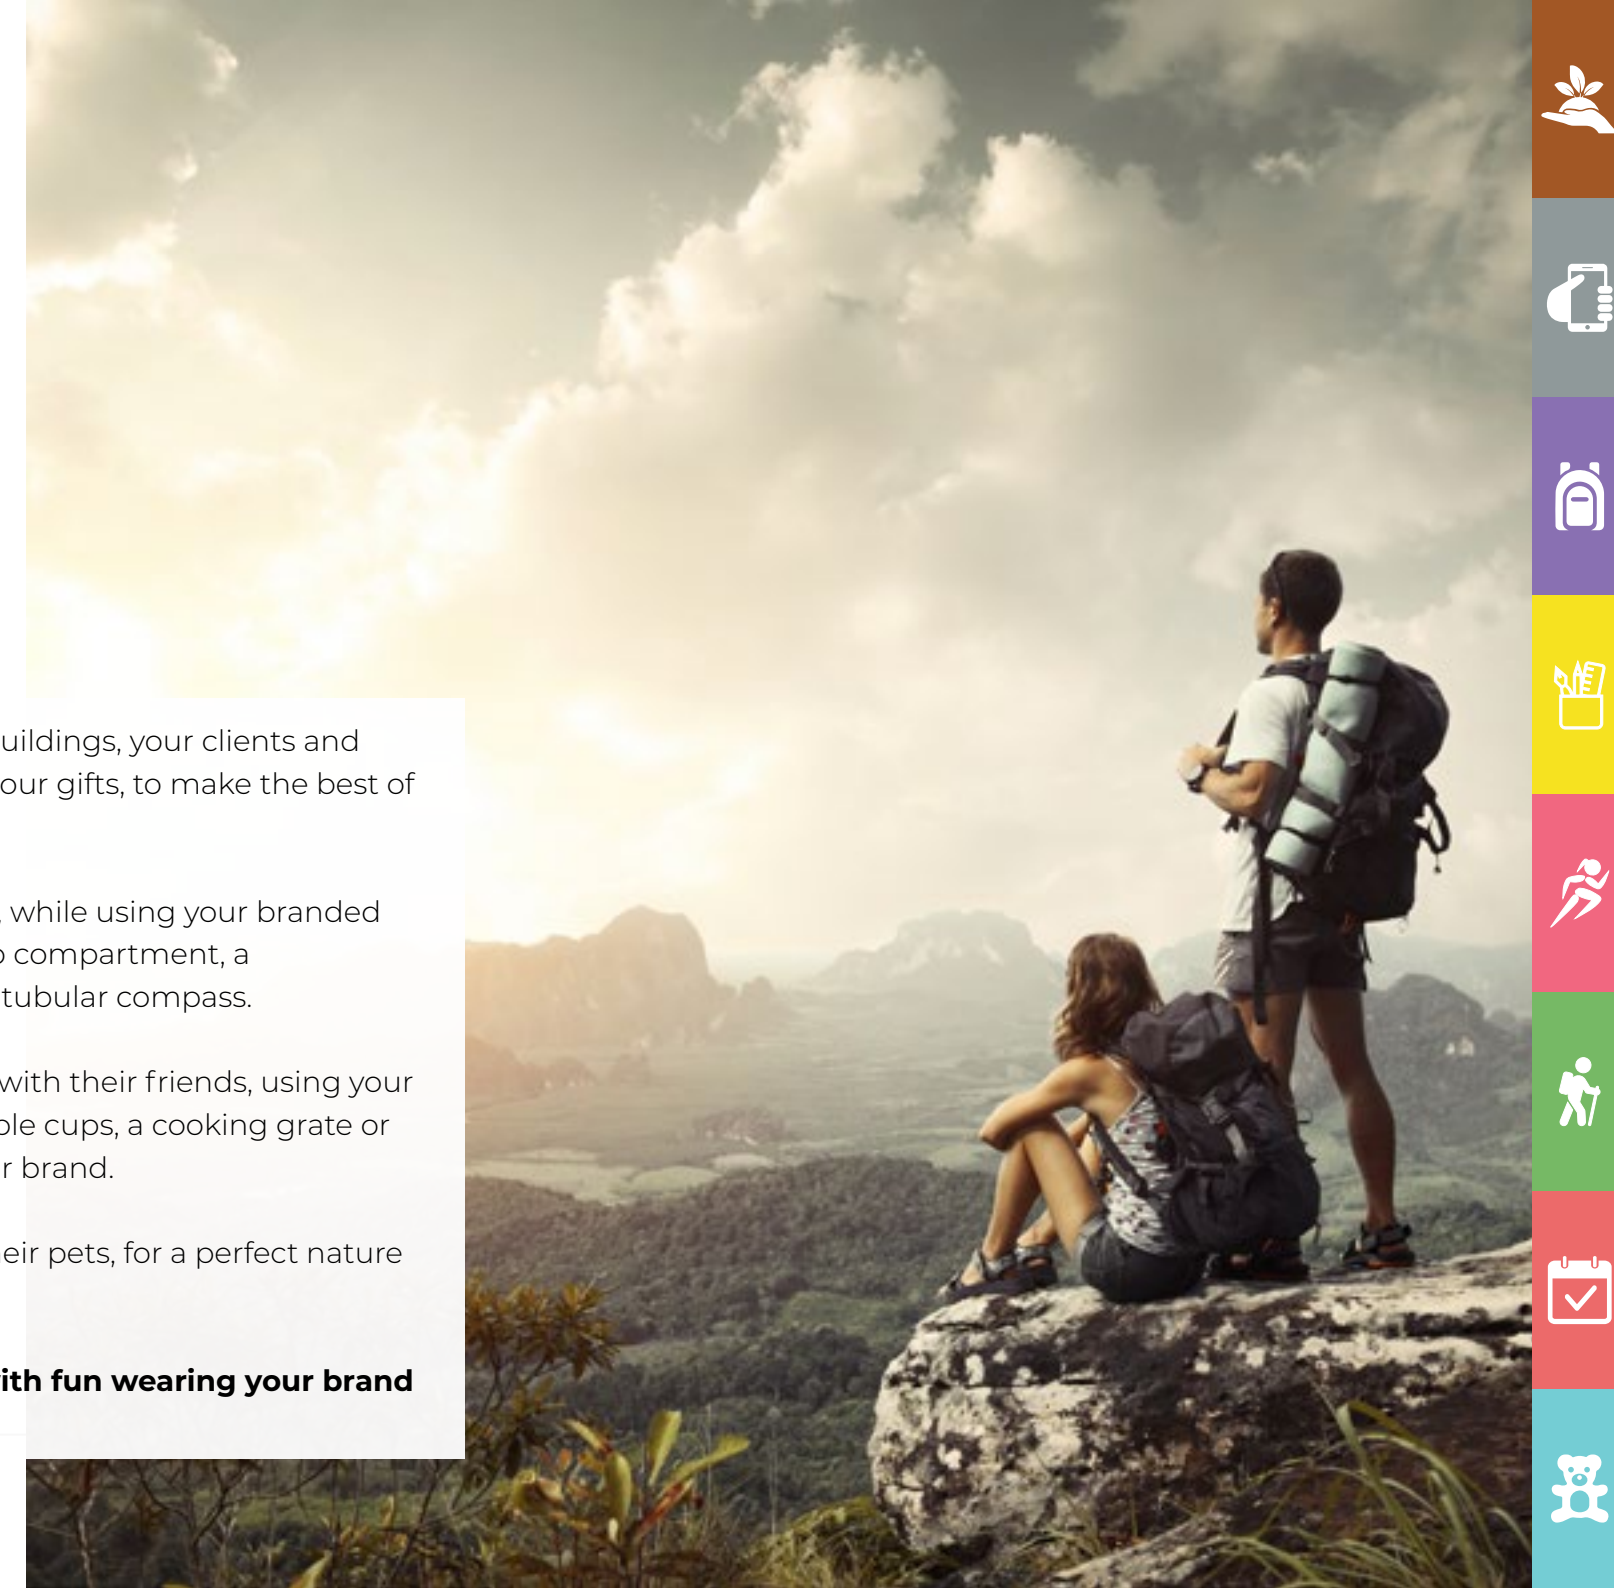 uildings, your clients and
our gifts, to make the best of
, while using your branded
compartment, a
tubular compass.
with their friends, using your
ble cups, a cooking grate or
r brand.
eir pets, for a perfect nature
ith fun wearing your brand